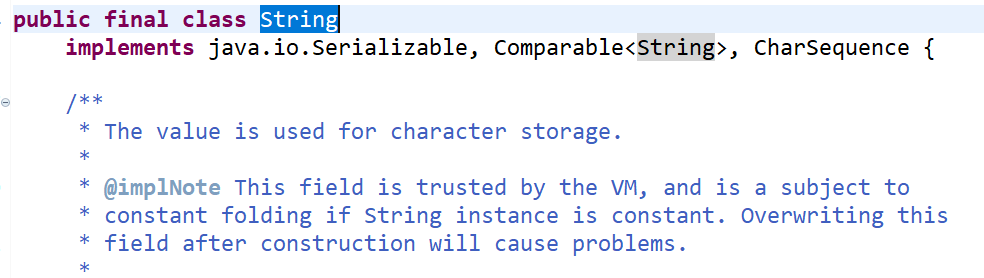 public final class String
implements java.io.Serializable, Comparable<String>, CharSequence {
/**
* The value is used for character storage.
*
* @implNote This field is trusted by the VM, and is a subject to
* constant folding if String instance is constant. Overwriting this
* field after construction will cause problems.
*